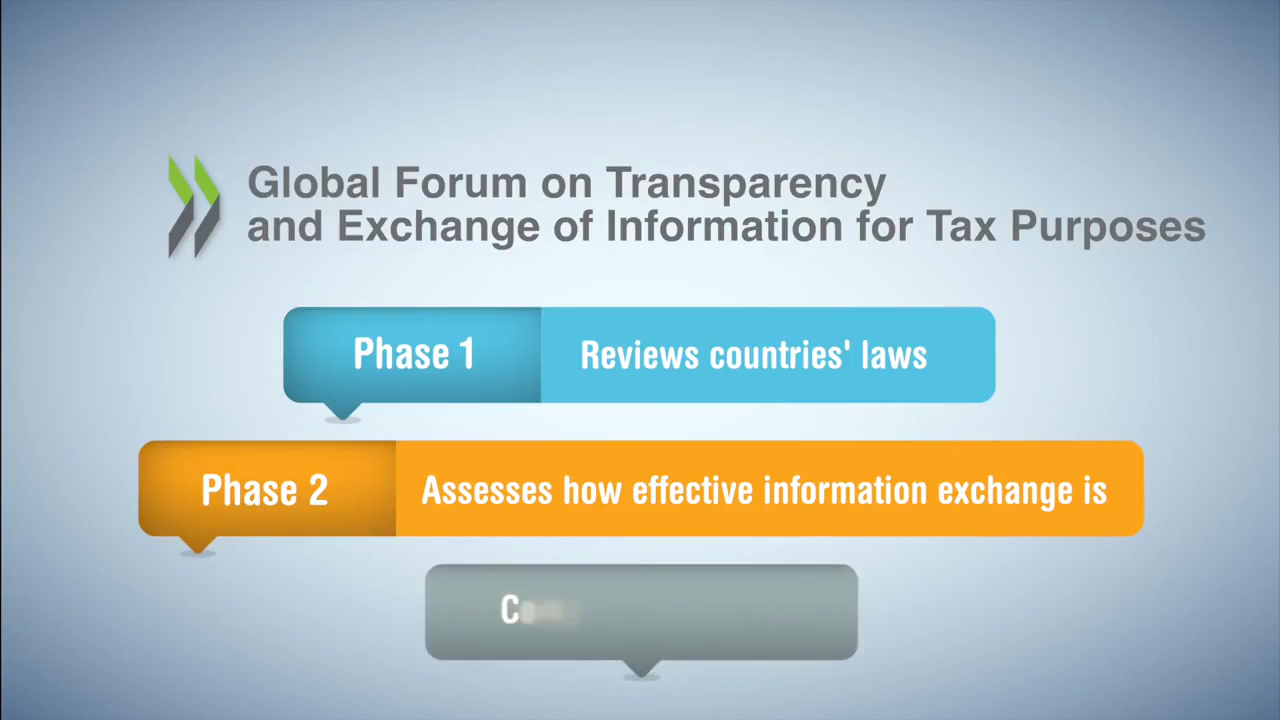 Global Forum on Transparency
and Exchange of Information for Tax Purposes
Phase 1 Reviews countries' laws
Phase 2 Assesses how effective information exchange is